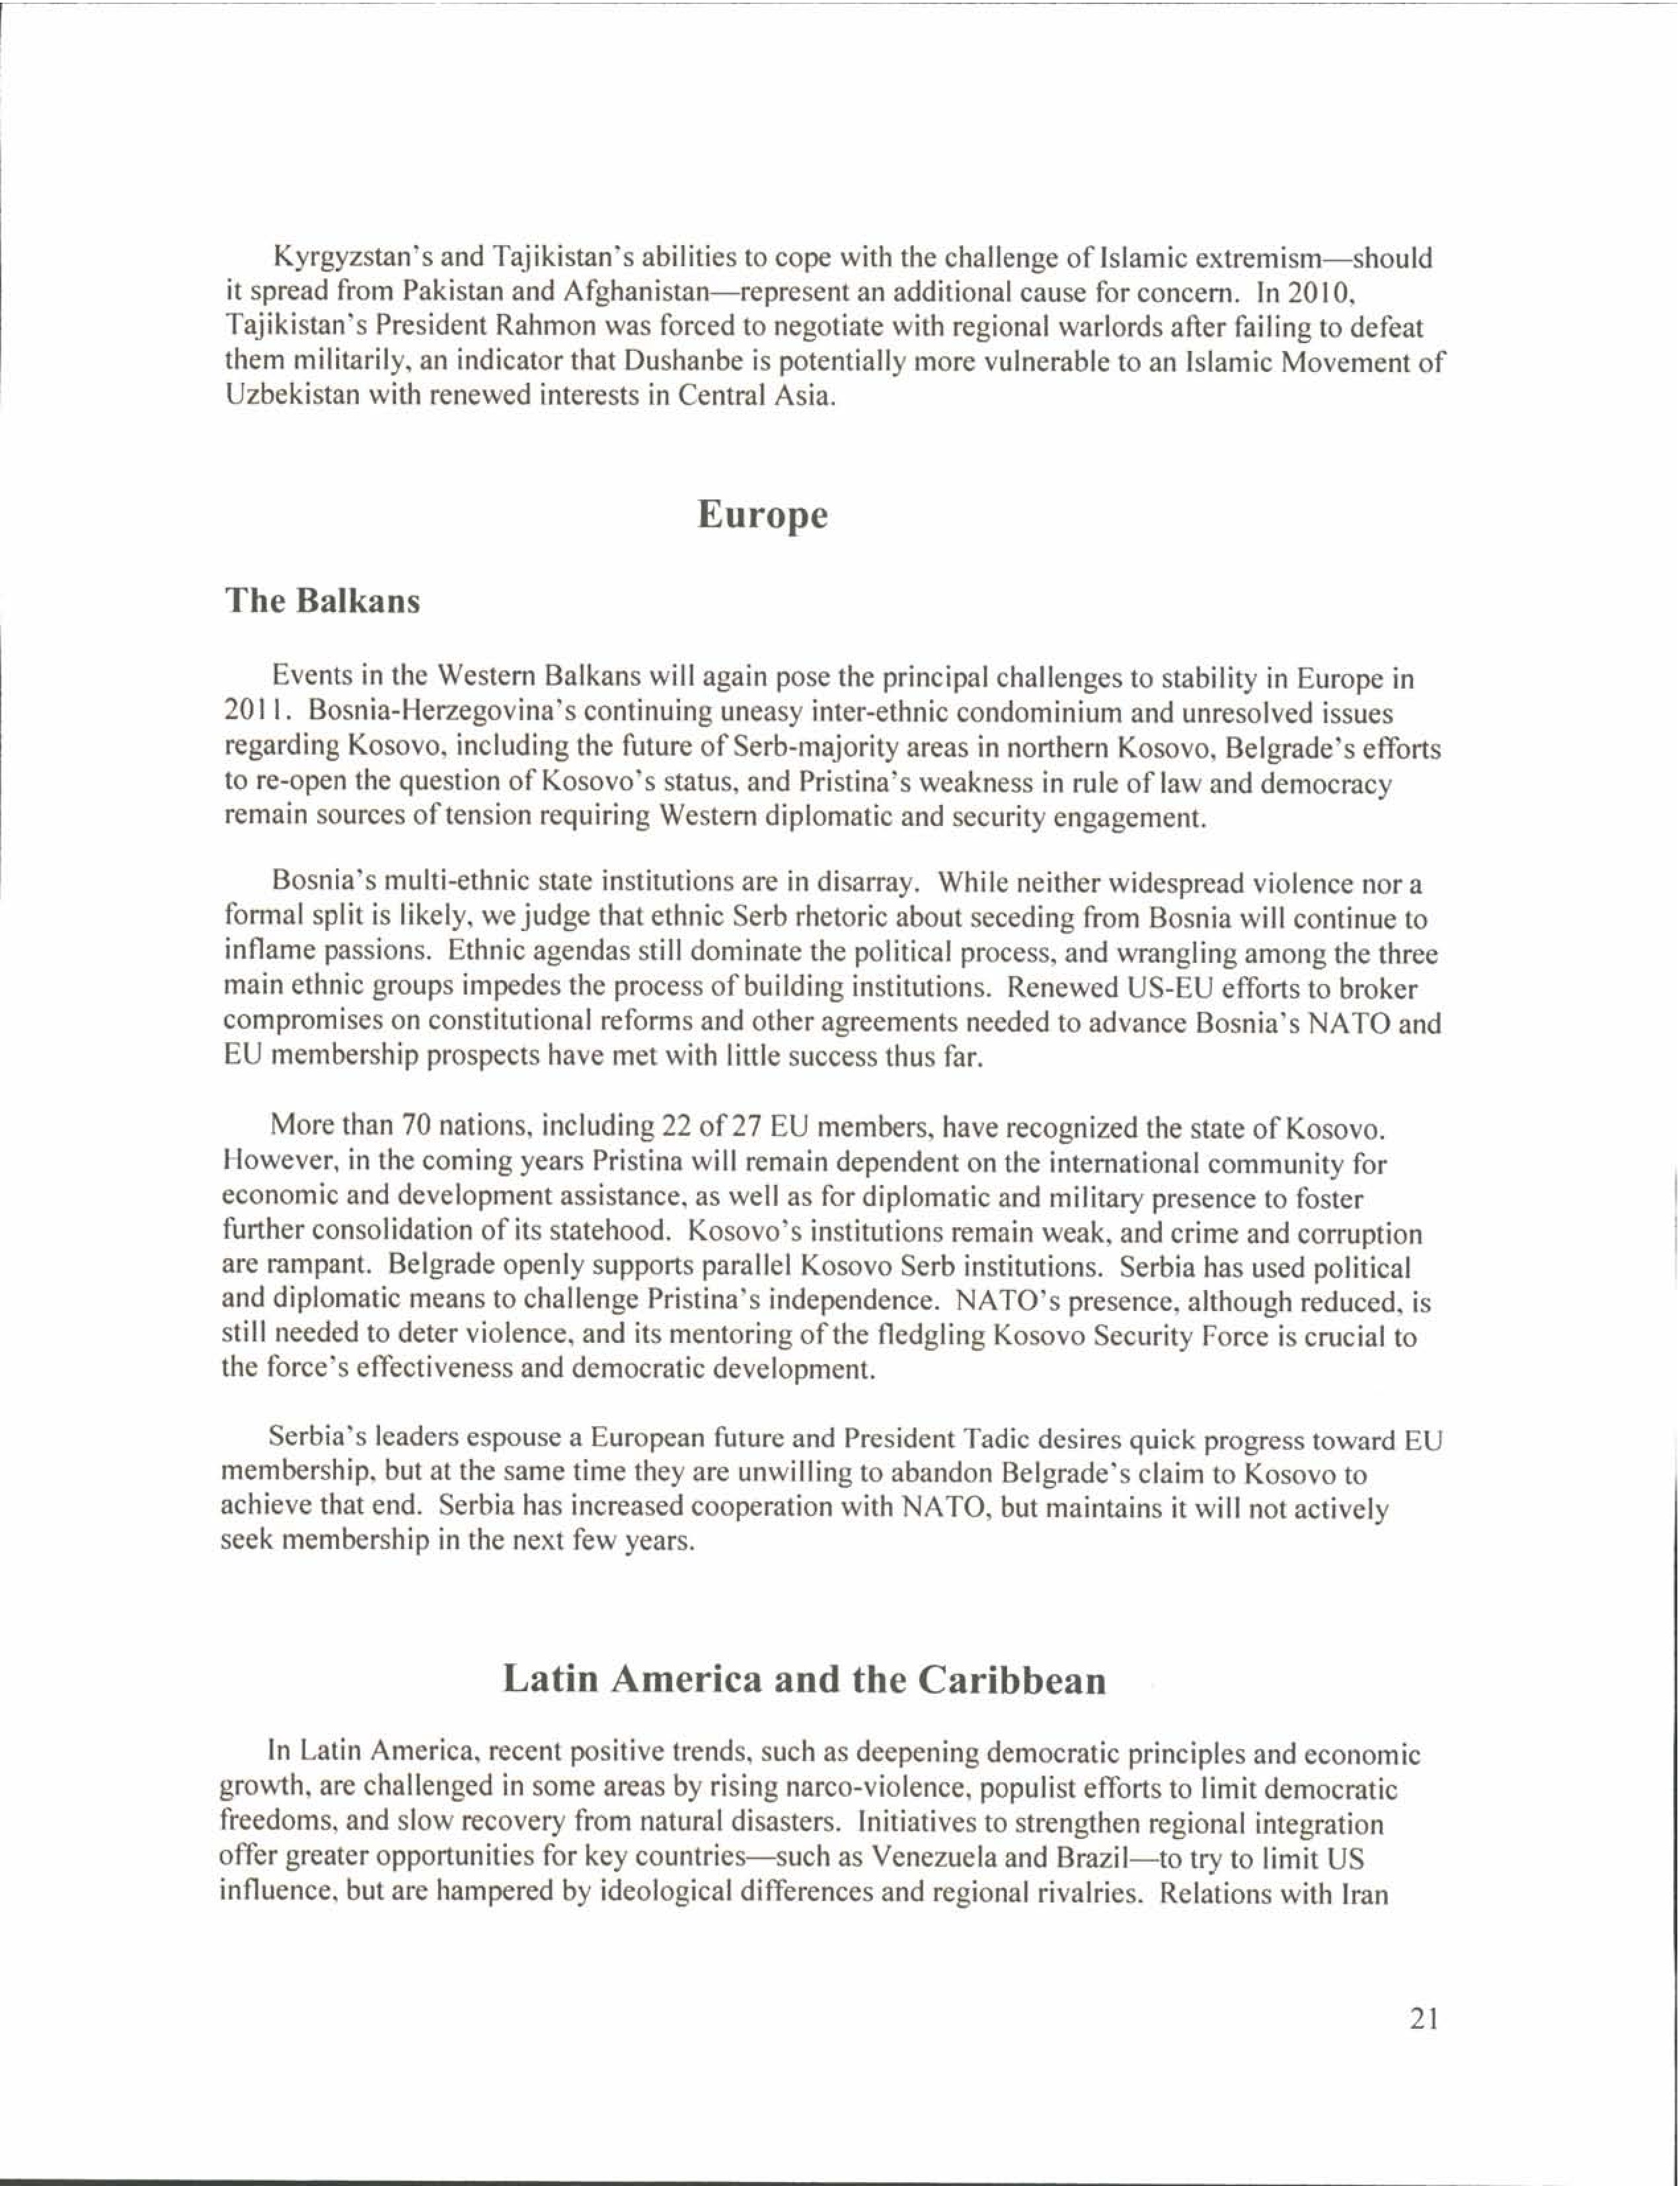 Kyrgyzstan's and Tajikistan's abilities to cope with the challenge of Islamic extremism—should
it spread from Pakistan and Afghanistan—represent an additional cause for concern. In 2010,
Tajikistan's President Rahmon was forced to negotiate with regional warlords after failing to defeat
them militarily, an indicator that Dushanbe is potentially more vulnerable to an Islamic Movement of
Uzbekistan with renewed interests in Central Asia.
Europe
The Balkans
Events in the Western Balkans will again pose the principal challenges to stability in Europe in
2011. Bosnia-Herzegovina's continuing uneasy inter-ethnic condominium and unresolved issues
regarding Kosovo, including the future of Serb-majority areas in northern Kosovo, Belgrade's efforts
to re-open the question of Kosovo's status, and Pristina's weakness in rule of law and democracy
remain sources of tension requiring Western diplomatic and security engagement.
Bosnia's multi-ethnic state institutions are in disarray. While neither widespread violence nor a
formal split is likely, we judge that ethnic Serb rhetoric about seceding from Bosnia will continue to
inflame passions. Ethnic agendas still dominate the political process, and wrangling among the three
main ethnic groups impedes the process of building institutions. Renewed US-EU efforts to broker
compromises on constitutional reforms and other agreements needed to advance Bosnia's NATO and
EU membership prospects have met with little success thus far.
More than 70 nations, including 22 of 27 EU members, have recognized the state of Kosovo.
However, in the coming years Pristina will remain dependent on the international community for
economic and development assistance, as well as for diplomatic and military presence to foster
further consolidation of its statehood. Kosovo's institutions remain weak, and crime and corruption
are rampant. Belgrade openly supports parallel Kosovo Serb institutions. Serbia has used political
and diplomatic means to challenge Pristina's independence. NATO's presence, although reduced, is
still needed to deter violence, and its mentoring of the fledgling Kosovo Security Force is crucial to
the force's effectiveness and democratic development.
Serbia's leaders espouse a European future and President Tadic desires quick progress toward EU
membership, but at the same time they are unwilling to abandon Belgrade's claim to Kosovo to
achieve that end. Serbia has increased cooperation with NATO, but maintains it will not actively
seek membership in the next few years.
Latin America and the Caribbean
In Latin America, recent positive trends, such as deepening democratic principles and economic
growth, are challenged in some areas by rising narco-violence, populist efforts to limit democratic
freedoms, and slow recovery from natural disasters. Initiatives to strengthen regional integration
offer greater opportunities for key countries—such as Venezuela and Brazil—to try to limit US
influence, but are hampered by ideological differences and regional rivalries. Relations with Iran
21